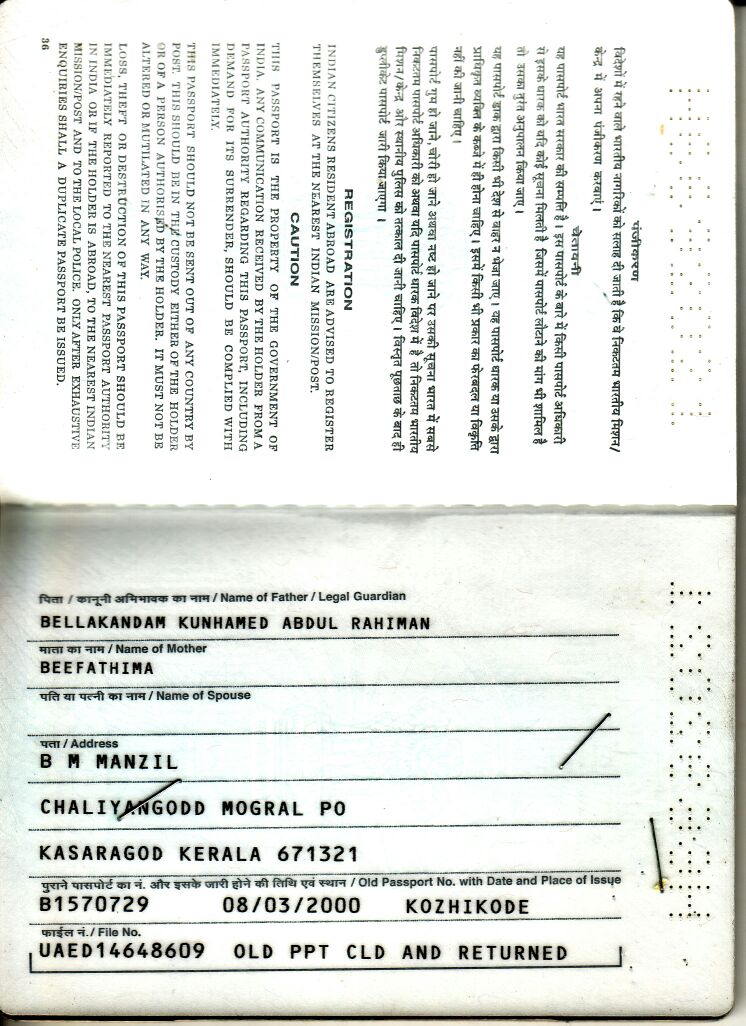 पंजीकरण
विदेशों में रहने वाले भारतीय नागरिकों को सलाह दी जाती है कि वे निकटतम भारतीय मिशन/
केन्द्र में अपना पंजीकरण करवाएं ।
चेतावनी
यह पासपोर्ट भारत सरकार की सम्पत्ति है । इस पासपोर्ट के बारे में किसी पासपोर्ट अधिकारी
से इसके धारक को यदि कोई सूचना मिलती है जिसमें पासपोर्ट लौटाने की मांग भी शामिल है
तो उसका तुरंत अनुपालन किया जाए ।
यह पासपोर्ट डाक द्वारा किसी भी देश से बाहर न भेजा जाए । यह पासपोर्ट धारक या उसके द्वारा
प्राधिकृत व्यक्ति के कब्जे में ही होना चाहिए । इसमें किसी भी प्रकार का फेरबदल या विकृति
नहीं की जानी चाहिए ।
पासपोर्ट गुम हो जाने, चोरी हो जाने अथवा नष्ट हो जाने पर उसकी सूचना भारत में सबसे
निकटतम पासपोर्ट अधिकारी को अथवा यदि पासपोर्ट धारक विदेश में है तो निकटतम भारतीय
मिशन/केन्द्र और स्थानीय पुलिस को तत्काल दी जानी चाहिए । विस्तृत पूछताछ के बाद ही
डुप्लीकेट पासपोर्ट जारी किया जाएगा ।
REGISTRATION
INDIAN CITIZENS RESIDENT ABROAD ARE ADVISED TO REGISTER
THEMSELVES AT THE NEAREST INDIAN MISSION/POST.
CAUTION
THIS PASSPORT IS THE PROPERTY OF THE GOVERNMENT OF
INDIA. ANY COMMUNICATION RECEIVED BY THE HOLDER FROM A
PASSPORT AUTHORITY REGARDING THIS PASSPORT, INCLUDING
DEMAND FOR ITS SURRENDER, SHOULD BE COMPLIED WITH
IMMEDIATELY.
THIS PASSPORT SHOULD NOT BE SENT OUT OF ANY COUNTRY BY
POST. THIS SHOULD BE IN THE CUSTODY EITHER OF THE HOLDER
OR OF A PERSON AUTHORISED BY THE HOLDER. IT MUST NOT BE
ALTERED OR MUTILATED IN ANY WAY.
LOSS, THEFT OR DESTRUCTION OF THIS PASSPORT SHOULD BE
IMMEDIATELY REPORTED TO THE NEAREST PASSPORT AUTHORITY
IN INDIA OR IF THE HOLDER IS ABROAD, TO THE NEAREST INDIAN
MISSION/POST AND TO THE LOCAL POLICE. ONLY AFTER EXHAUSTIVE
ENQUIRIES SHALL A DUPLICATE PASSPORT BE ISSUED.
36
पिता / कानूनी अभिभावक का नाम / Name of Father / Legal Guardian
BELLAKANDAM KUNHAMED ABDUL RAHIMAN
माता का नाम / Name of Mother
BEEFATHIMA
पति या पत्नी का नाम / Name of Spouse
पता / Address
B M MANZIL
CHALIYANGODD MOGRAL PO
KASARAGOD KERALA 671321
पुराने पासपोर्ट का नं. और इसके जारी होने की तिथि एवं स्थान / Old Passport No. with Date and Place of Issue
B1570729 08/03/2000 KOZHIKODE
फाईल नं./ File No.
UAED14648609 OLD PPT CLD AND RETURNED